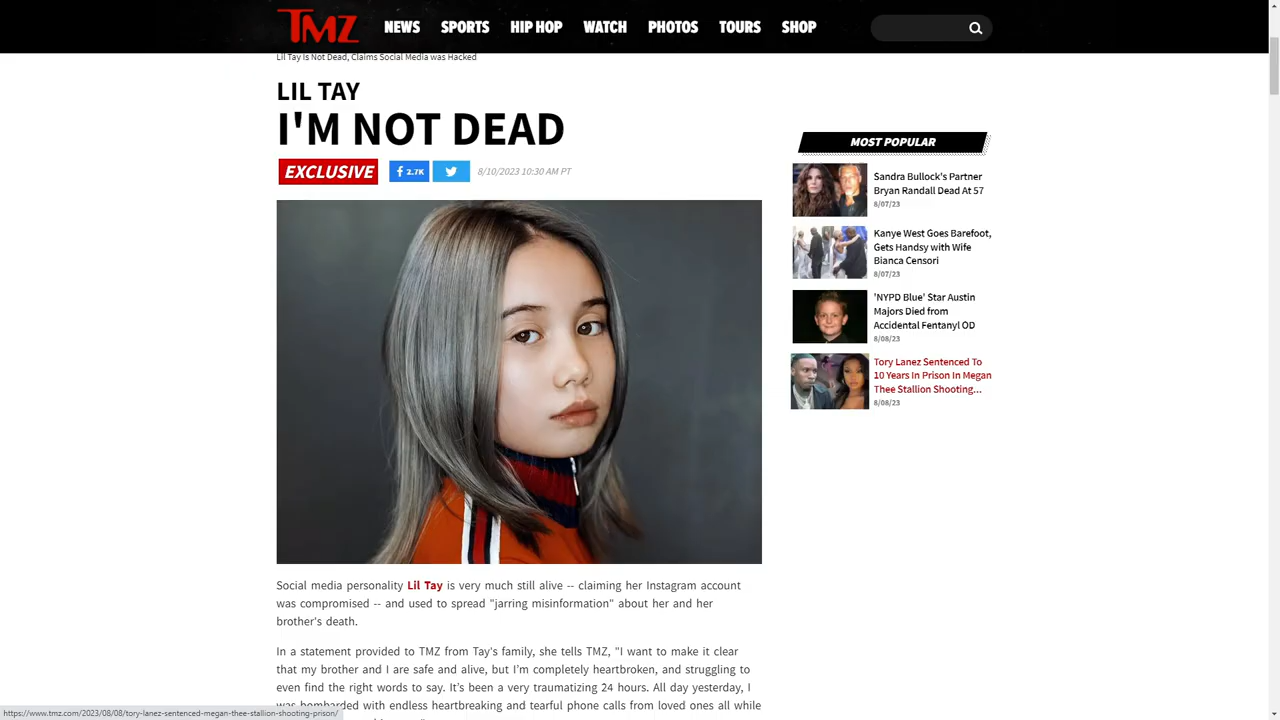 TMZ
NEWS
SPORTS
HIP HOP
WATCH
PHOTOS
TOURS
SHOP
Lil Tay Is Not Dead, Claims Social Media was Hacked
LIL TAY
I'M NOT DEAD
EXCLUSIVE
2.7K
8/10/2023 10:30 AM PT
Social media personality Lil Tay is very much still alive -- claiming her Instagram account
was compromised -- and used to spread "jarring misinformation" about her and her
brother's death.
In a statement provided to TMZ from Tay's family, she tells TMZ, "I want to make it clear
that my brother and I are safe and alive, but I'm completely heartbroken, and struggling to
even find the right words to say. It's been a very traumatizing 24 hours. All day yesterday, I
was bombarded with endless heartbreaking and tearful phone calls from loved ones all while
MOST POPULAR
Sandra Bullock's Partner
Bryan Randall Dead At 57
8/07/23
Kanye West Goes Barefoot,
Gets Handsy with Wife
Bianca Censori
8/07/23
'NYPD Blue' Star Austin
Majors Died from
Accidental Fentanyl OD
8/08/23
Tory Lanez Sentenced To
10 Years In Prison In Megan
Thee Stallion Shooting...
8/08/23
https://www.tmz.com/2023/08/08/tory-lanez-sentenced-megan-thee-stallion-shooting-prison/